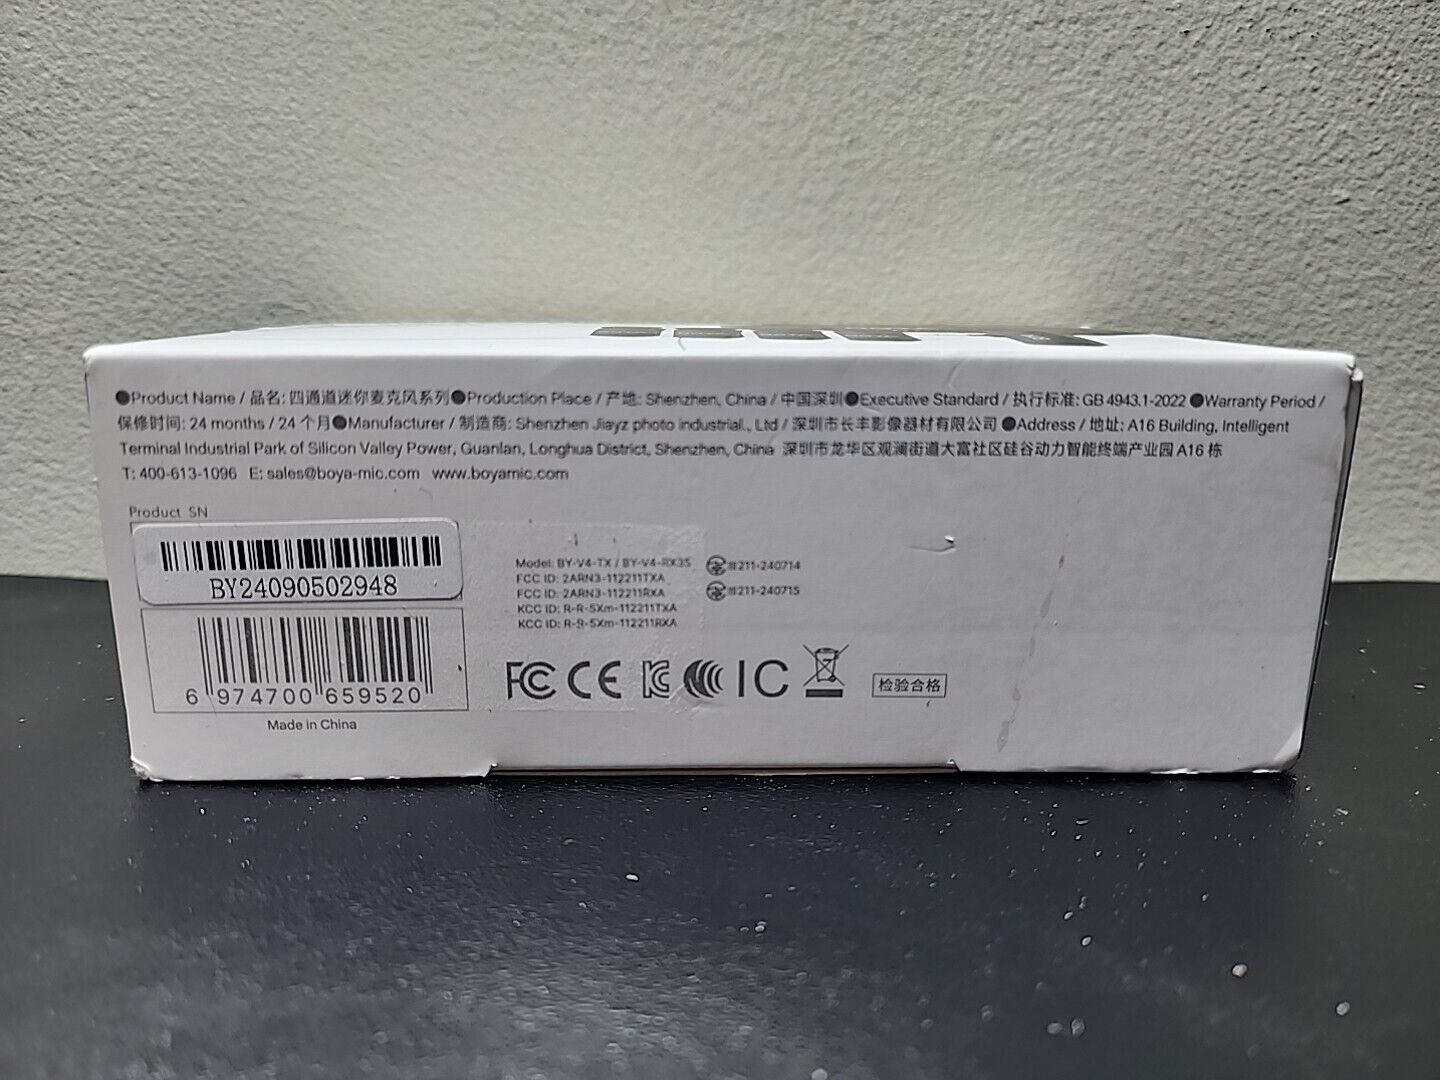 ●Product Name / 品名: 四通道迷你麦克风系列●Production Place / 产地: Shenzhen, China / 中国深圳●Executive Standard / 执行标准: GB 4943.1-2022 ●Warranty Period /
保修时间: 24 months / 24 个月●Manufacturer / 制造商: Shenzhen Jiayz photo industrial., Ltd / 深圳市长丰影像器材有限公司 ●Address / 地址: A16 Building, Intelligent
Terminal Industrial Park of Silicon Valley Power, Guanlan, Longhua District, Shenzhen, China 深圳市龙华区观澜街道大富社区硅谷动力智能终端产业园 A16 栋
T: 400-613-1096 E: sales@boya-mic.com www.boyamic.com
Product SN
BY24090502948
6 974700 659520
Made in China
Model: BY-V4-TX / BY-V4-RX35
FCC ID: 2ARN3-112211TXA
FCC ID: 2ARN3-112211RXA
KCC ID: R-R-5Xm-112211TXA
KCC ID: R-R-5Xm-112211RXA
211-240714
211-240715
FC CE IC
检验合格